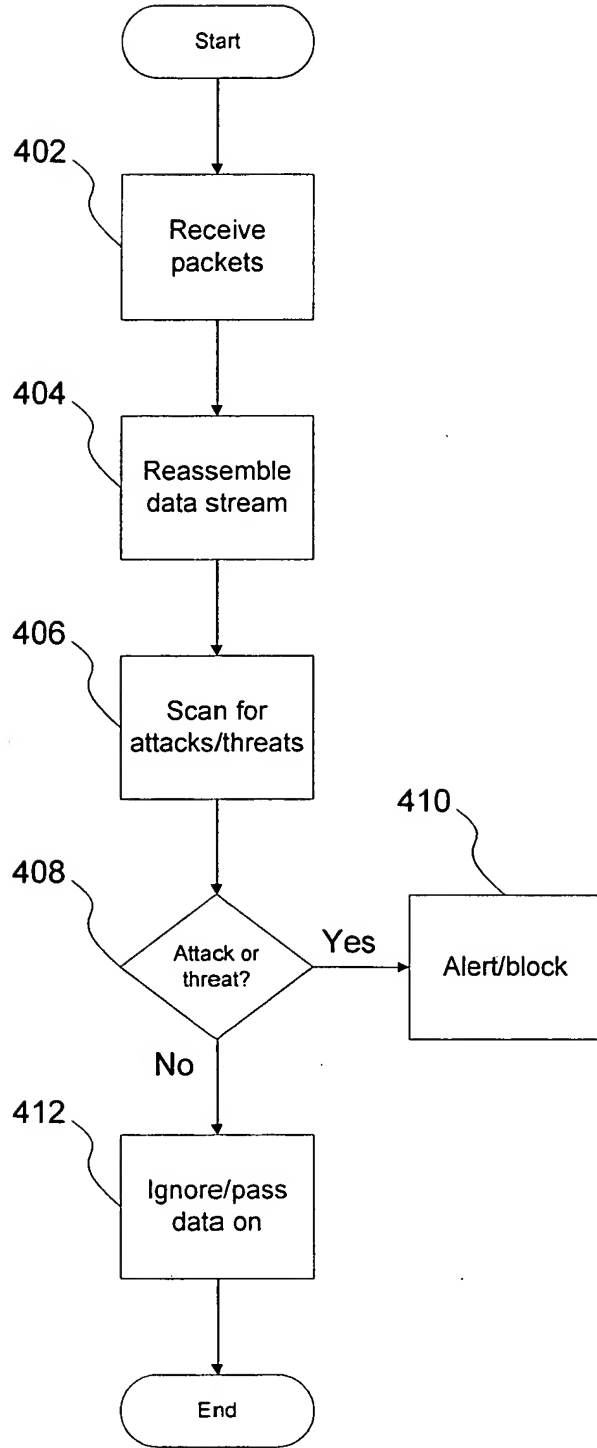 Start
402
Receive
packets
404
Reassemble
data stream
406
Scan for
attacks/threats
410
408
Attack or
threat?
Yes
Alert/block
No
412
Ignore/pass
data on
End